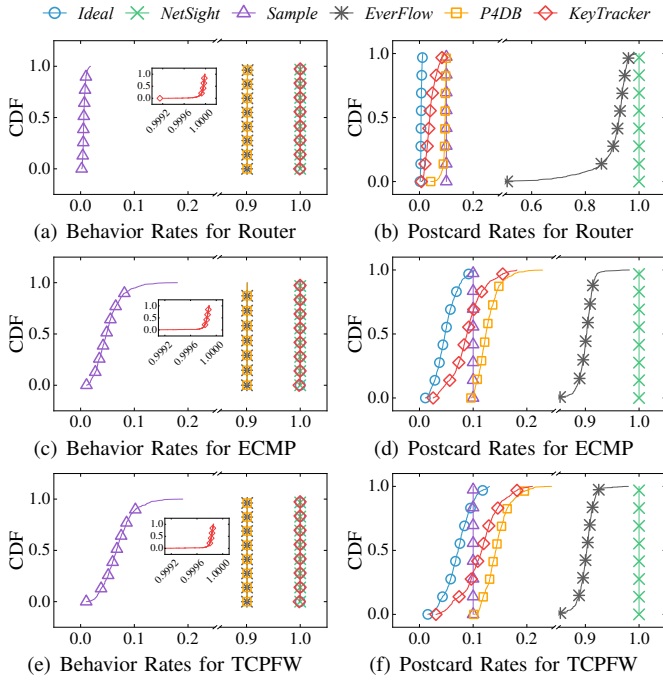 Ideal NetSight Sample EverFlow P4DB KeyTracker
CDF
1.0
0.5
0.0
1.0
0.5
0.0
0.9992 0.9996 1.0000
0.0 0.1 0.2 0.9 1.0
(a) Behavior Rates for Router
CDF
1.0
0.5
0.0
0.0 0.2 0.6 0.8 1.0
(b) Postcard Rates for Router
CDF
1.0
0.5
0.0
1.0
0.5
0.0
0.9992 0.9996 1.0000
0.0 0.1 0.2 0.9 1.0
(c) Behavior Rates for ECMP
CDF
1.0
0.5
0.0
0.0 0.1 0.2 0.9 1.0
(d) Postcard Rates for ECMP
CDF
1.0
0.5
0.0
1.0
0.5
0.0
0.9992 0.9996 1.0000
0.0 0.1 0.2 0.9 1.0
(e) Behavior Rates for TCPFW
CDF
1.0
0.5
0.0
0.0 0.1 0.2 0.9 1.0
(f) Postcard Rates for TCPFW